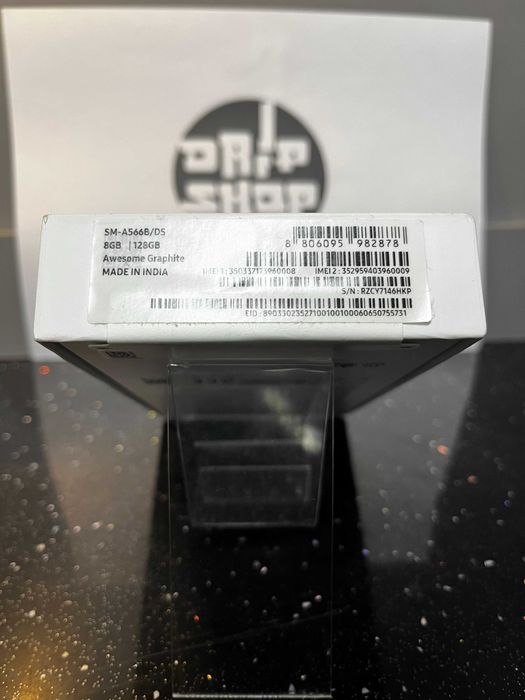 DRIP
SHOP
SM-A566B/DS
8GB | 128GB
Awesome Graphite
MADE IN INDIA
8 806095 982878
IMEI 1: 350337173960008 IMEI 2: 352959403960009
S/N: RZCY7146HKP
EID: 89033023527100100100060650755731